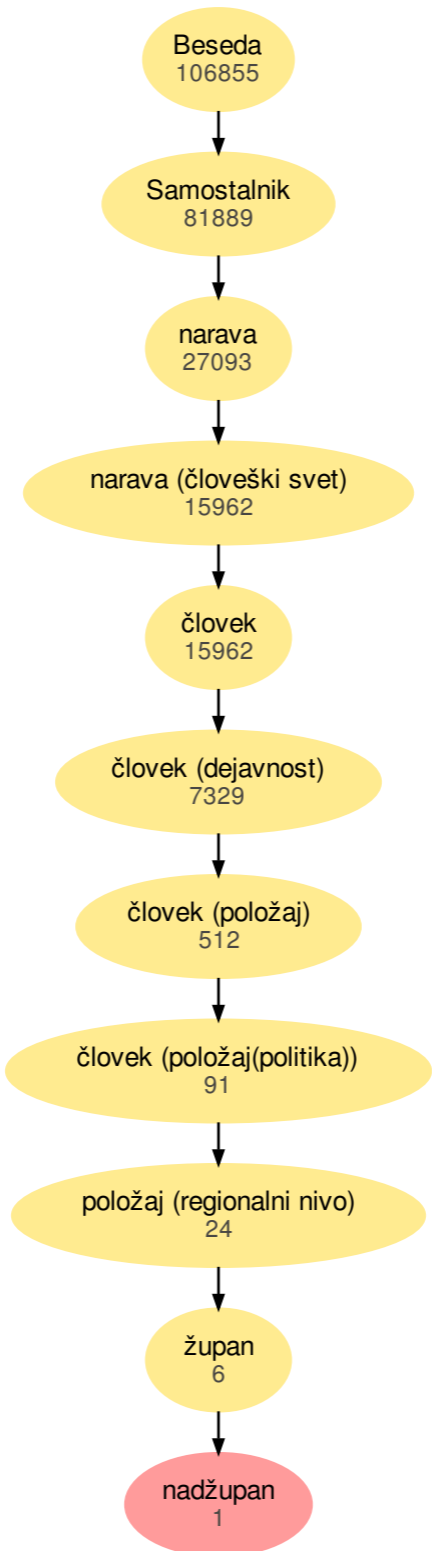 Beseda
106855
Samostalnik
81889
narava
27093
narava (človeški svet)
15962
človek
15962
človek (dejavnost)
7329
človek (položaj)
512
človek (položaj(politika))
91
položaj (regionalni nivo)
24
župan
6
nadžupan
1